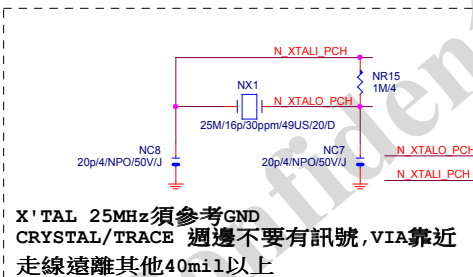 N_XTALI_PCH
NR15
1M/4
NX1
N_XTALO_PCH
25M/16p/30ppm/49US/20/D
NC8
20p/4/NPO/50V/J
NC7
20p/4/NPO/50V/J
N_XTALO_PCH
N_XTALI_PCH
X'TAL 25MHz須參考GND
CRYSTAL/TRACE 週邊不要有訊號,VIA靠近
走線遠離其他40mil以上